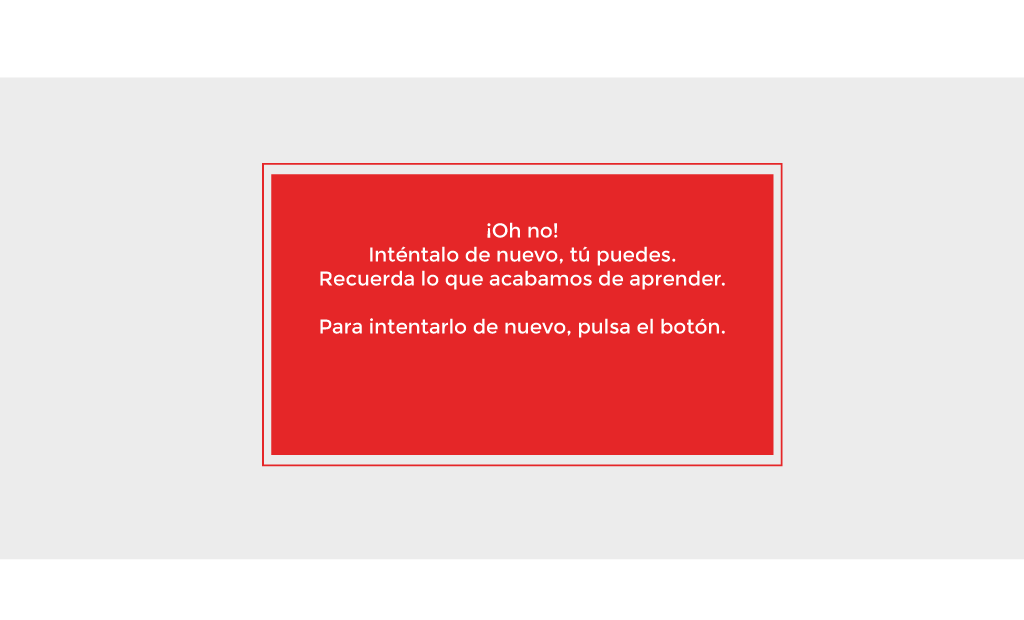 ¡Oh no!
Inténtalo de nuevo, tú puedes.
Recuerda lo que acabamos de aprender.
Para intentarlo de nuevo, pulsa el botón.